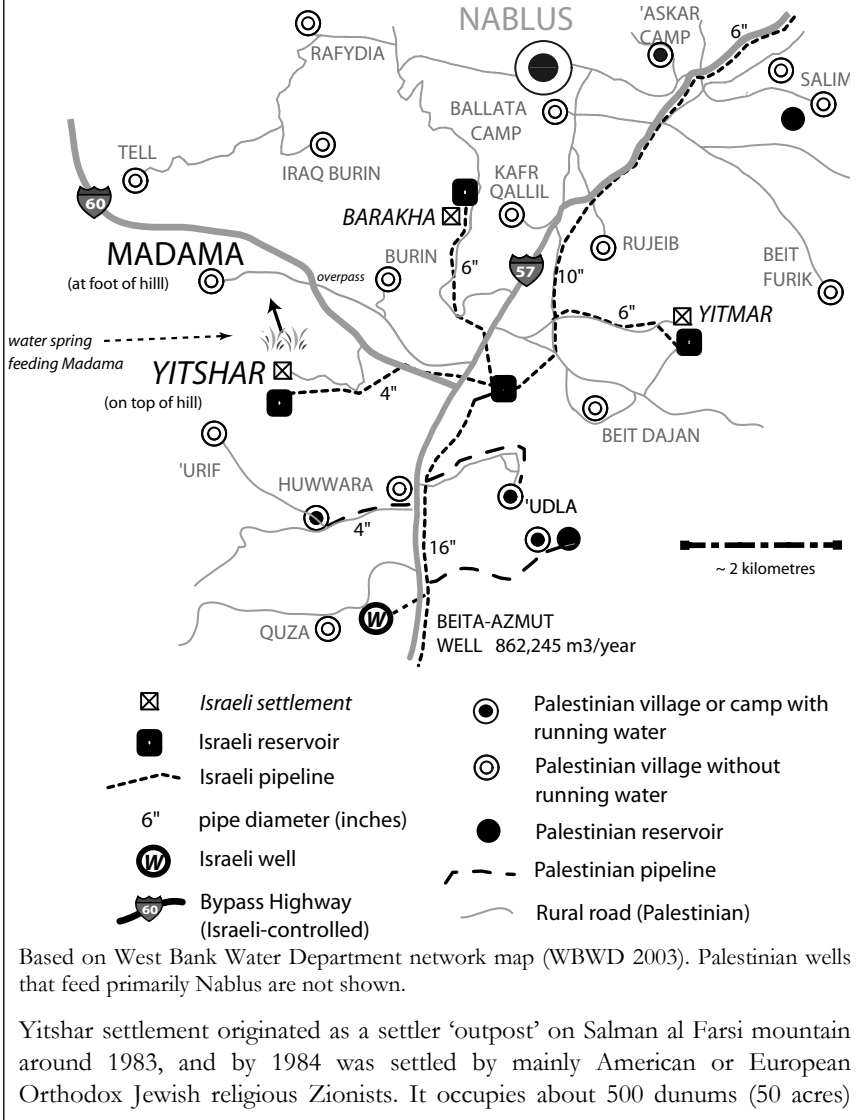 NABLUS
'ASKAR
CAMP
6"
RAFYDIA
SALIM
BALLATA
CAMP
TELL
IRAQ BURIN
KAFR
QALLIL
60
BARAKHA
MADAMA
(at foot of hilll)
BURIN
overpass
6"
57
RUJEIB
10"
BEIT
FURIK
6"
YITMAR
water spring
feeding Madama
YITSHAR
(on top of hill)
4"
BEIT DAJAN
'URIF
HUWWARA
'UDLA
4"
16"
~ 2 kilometres
W
QUZA
BEITA-AZMUT
WELL 862,245 m3/year
Israeli settlement
Israeli reservoir
Israeli pipeline
6" pipe diameter (inches)
W Israeli well
60 Bypass Highway
(Israeli-controlled)
Palestinian village or camp with
running water
Palestinian village without
running water
Palestinian reservoir
Palestinian pipeline
Rural road (Palestinian)
Based on West Bank Water Department network map (WBWD 2003). Palestinian wells
that feed primarily Nablus are not shown.
Yitshar settlement originated as a settler ‘outpost’ on Salman al Farsi mountain
around 1983, and by 1984 was settled by mainly American or European
Orthodox Jewish religious Zionists. It occupies about 500 dunums (50 acres)